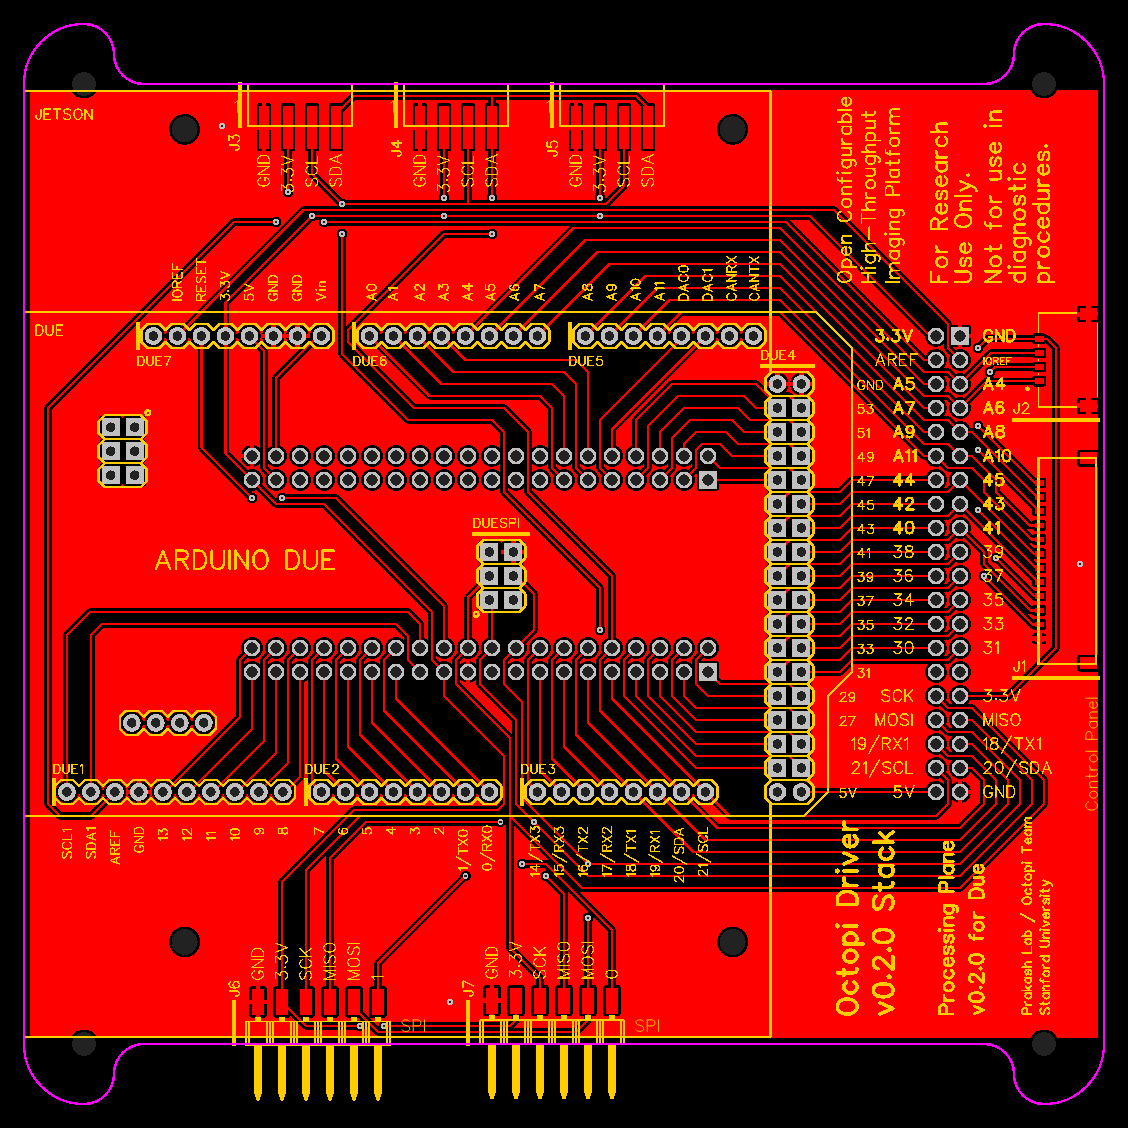 JETSON
J3
J4
J5
GND
3.3V
SCL
SDA
GND
3.3V
SCL
SDA
GND
3.3V
SCL
SDA
Open Configurable
High-Throughput
Imaging Platform
For Research
Use Only.
Not for use in
diagnostic
procedures.
IOREF
RESET
3.3V
5V
GND
GND
Vin
A0
A1
A2
A3
A4
A5
A6
A7
A8
A9
A10
A11
DAC0
DAC1
CANRX
CANTX
DUE
DUE7
DUE6
DUE5
DUE4
3.3V
GND
AREF
IOREF
GND
A5
A4
53
A7
A6
J2
51
A9
A8
49
A11
A10
47
44
45
45
42
43
43
40
41
41
38
39
39
36
37
37
34
35
35
32
33
33
30
31
31
J1
29
SCK
3.3V
27
MOSI
MISO
19/RX1
18/TX1
21/SCL
20/SDA
5V
5V
GND
Control Panel
DUESPI
ARDUINO DUE
DUE1
DUE2
DUE3
SCL1
SDA1
AREF
GND
13
12
11
10
9
8
7
6
5
4
3
2
1/TX0
0/RX0
14/TX3
15/RX3
16/TX2
17/RX2
18/TX1
19/RX1
20/SDA
21/SCL
Octopi Driver
v0.2.0 Stack
Processing Plane
v0.2.0 for Due
Prakash Lab / Octopi Team
Stanford University
J6
GND
3.3V
SCK
MISO
MOSI
1
SPI
J7
GND
3.3V
SCK
MISO
MOSI
0
SPI